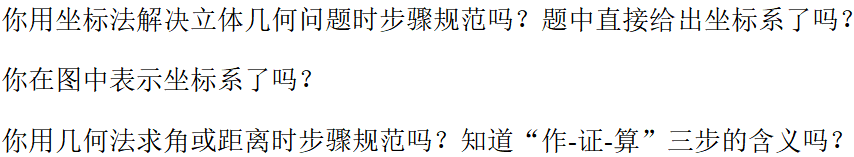 你用坐标法解决立体几何问题时步骤规范吗？题中直接给出坐标系了吗？
你在图中表示坐标系了吗？
你用几何法求角或距离时步骤规范吗？知道“作-证-算”三步的含义吗？